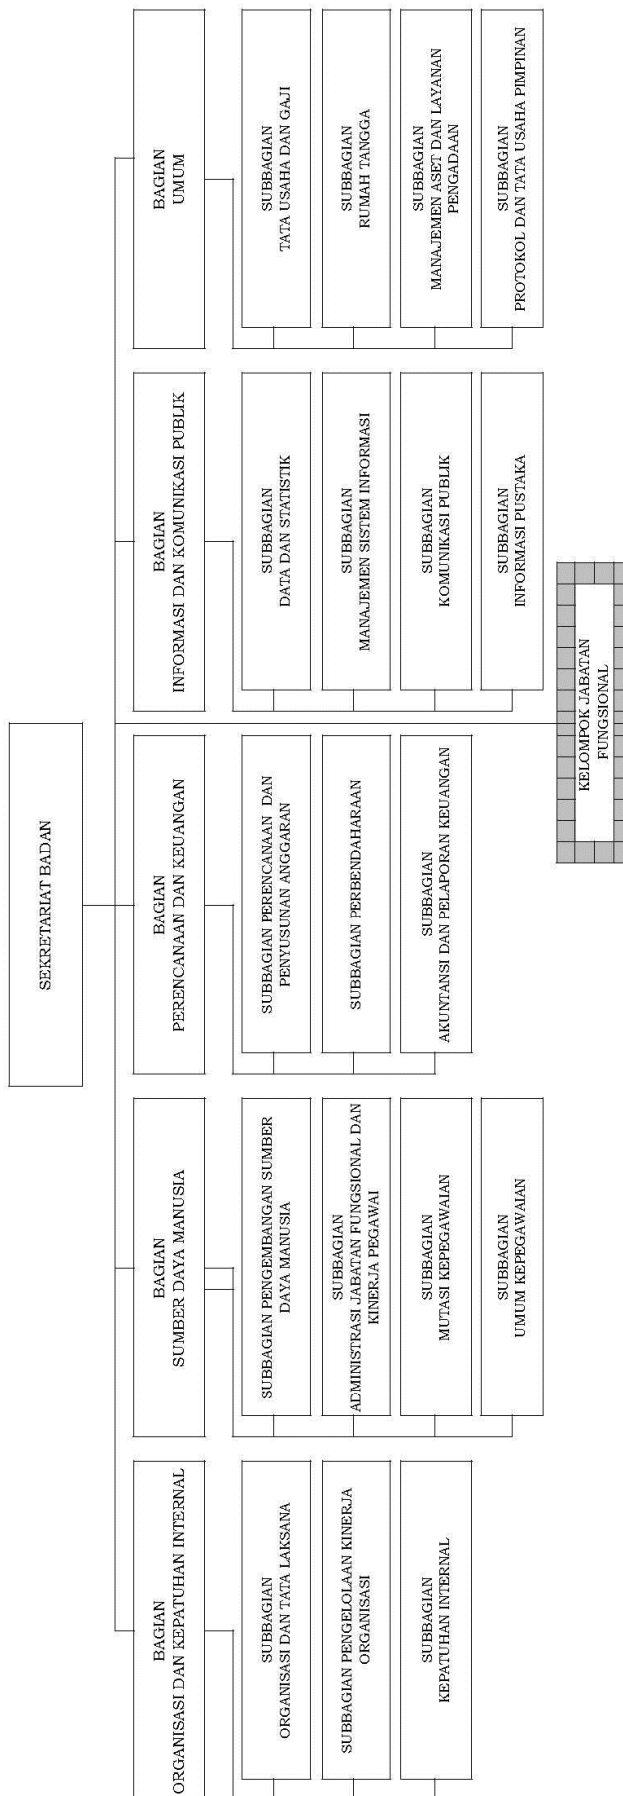 SEKRETARIAT BADAN
BAGIAN
ORGANISASI DAN KEPATUHAN INTERNAL
SUBBAGIAN
ORGANISASI DAN TATA LAKSANA
SUBBAGIAN PENGELOLAAN KINERJA
ORGANISASI
SUBBAGIAN
KEPATUHAN INTERNAL
BAGIAN
SUMBER DAYA MANUSIA
SUBBAGIAN PENGEMBANGAN SUMBER
DAYA MANUSIA
SUBBAGIAN
ADMINISTRASI JABATAN FUNGSIONAL DAN
KINERJA PEGAWAI
SUBBAGIAN
MUTASI KEPEGAWAIAN
SUBBAGIAN
UMUM KEPEGAWAIAN
BAGIAN
PERENCANAAN DAN KEUANGAN
SUBBAGIAN PERENCANAAN DAN
PENYUSUNAN ANGGARAN
SUBBAGIAN PERBENDAHARAAN
SUBBAGIAN
AKUNTANSI DAN PELAPORAN KEUANGAN
BAGIAN
INFORMASI DAN KOMUNIKASI PUBLIK
SUBBAGIAN
DATA DAN STATISTIK
SUBBAGIAN
MANAJEMEN SISTEM INFORMASI
SUBBAGIAN
KOMUNIKASI PUBLIK
SUBBAGIAN
INFORMASI PUSTAKA
BAGIAN
UMUM
SUBBAGIAN
TATA USAHA DAN GAJI
SUBBAGIAN
RUMAH TANGGA
SUBBAGIAN
MANAJEMEN ASET DAN LAYANAN
PENGADAAN
SUBBAGIAN
PROTOKOL DAN TATA USAHA PIMPINAN
KELOMPOK JABATAN
FUNGSIONAL